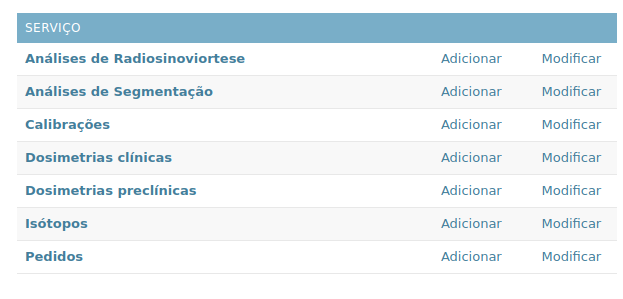 SERVIÇO
Análises de Radiosinoviortese Adicionar Modificar
Análises de Segmentação Adicionar Modificar
Calibrações Adicionar Modificar
Dosimetrias clínicas Adicionar Modificar
Dosimetrias preclínicas Adicionar Modificar
Isótopos Adicionar Modificar
Pedidos Adicionar Modificar